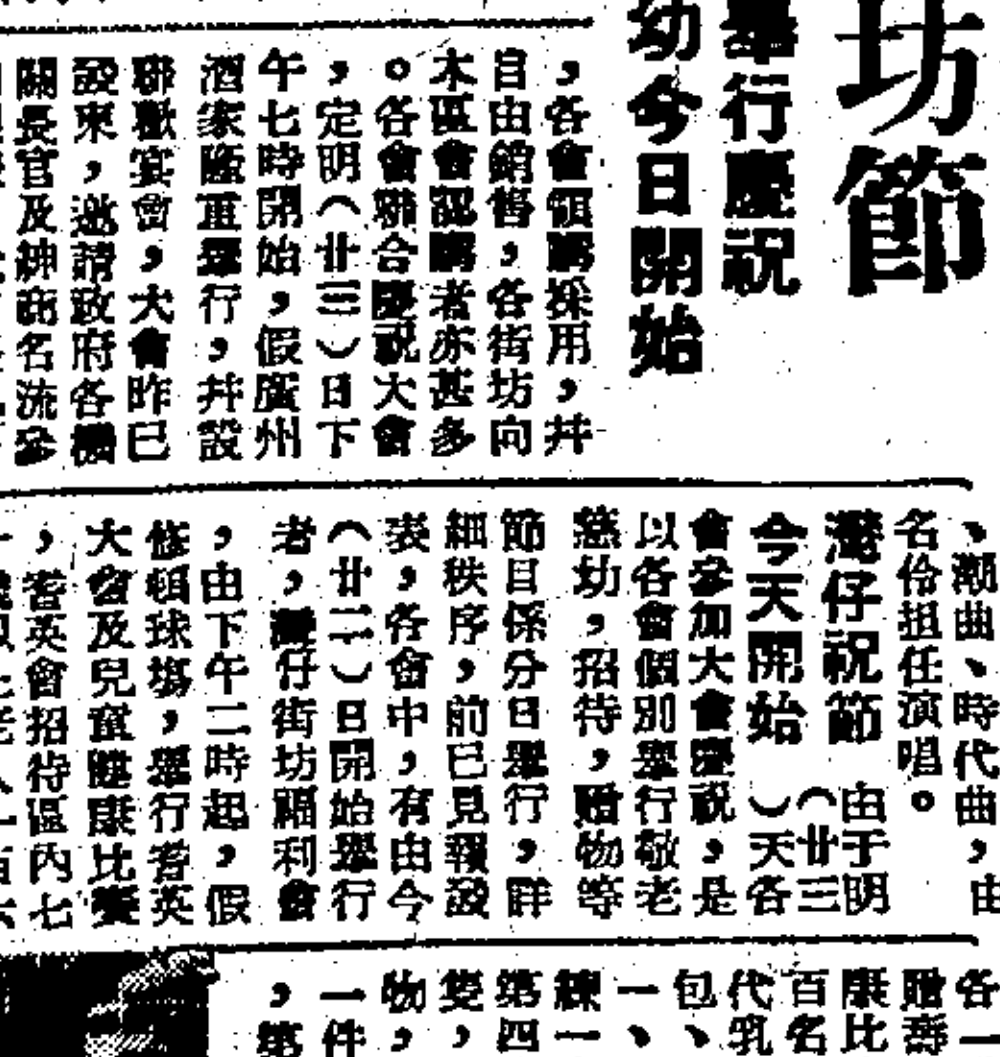 坊節
舉行慶祝
幼今日開始
，各會領購採用，幷
自由銷售，各街坊向
木區會認購者亦甚多
。各會聯合慶祝大會
，定明（廿三）日下
午七時開始，假廣州
酒家隆重舉行，幷設
聯歡宴會，大會昨已
設柬，邀請政府各機
關長官及紳商名流參
、潮曲、時代曲，由
名伶担任演唱。
灣仔祝節
今天開始
由于明
（廿三
）天各
會參加大會慶祝，是
以各會個別舉行敬老
慈幼，招待，贈物等
節目係分日舉行，詳
細秩序，前已見報設
表，各會中，有由今
（廿二）日開始舉行
者，灣仔街坊福利會
，由下午二時起，假
修頓球塲，舉行耆英
大會及兒童健康比賽
，耆英會招待區內七
各一
贈壽
康比
百名
代乳
包、
一、
練一
第四
雙，
物，
一件
，第